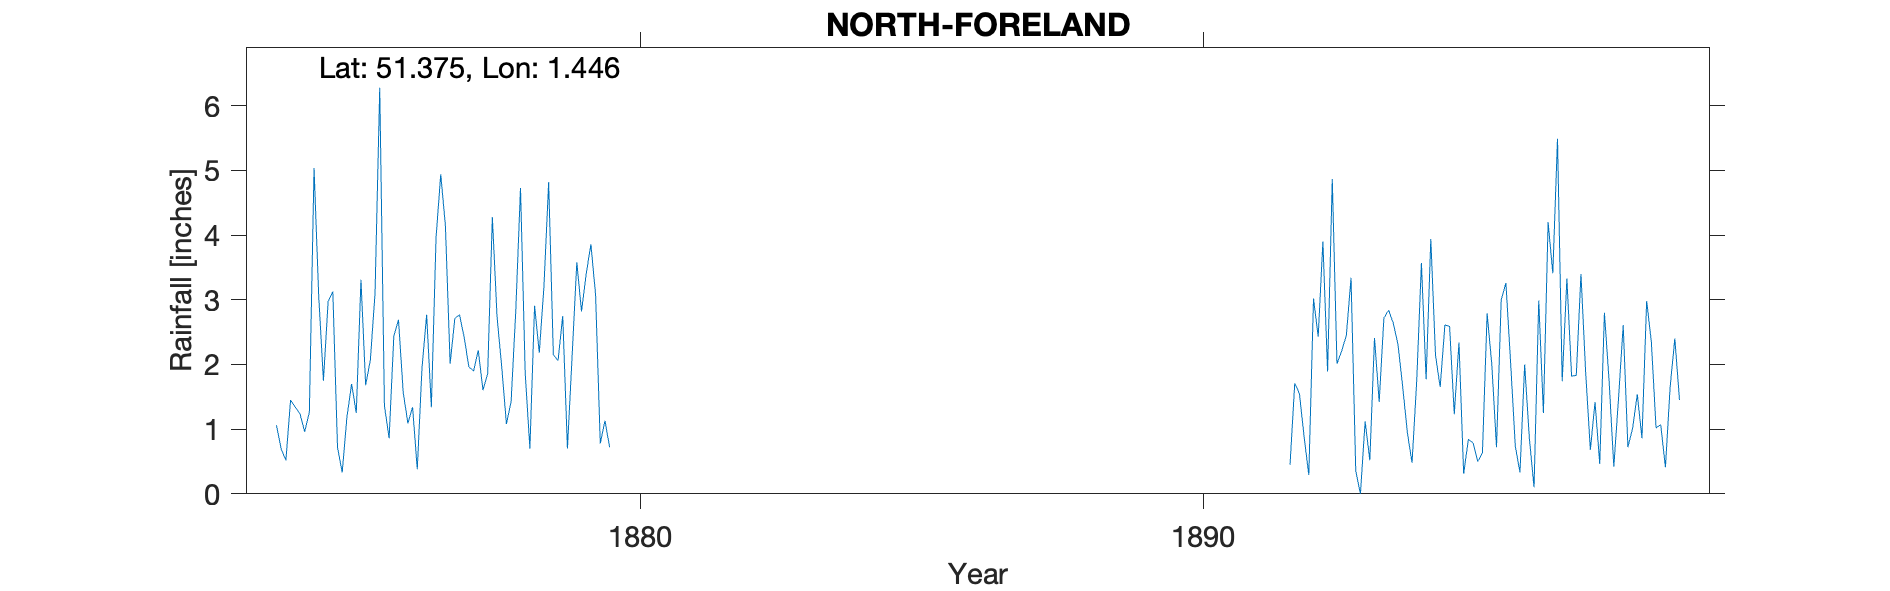 NORTH-FORELAND
Lat: 51.375, Lon: 1.446
6
5
4
3
2
1
0
Rainfall [inches]
1880 1890
Year